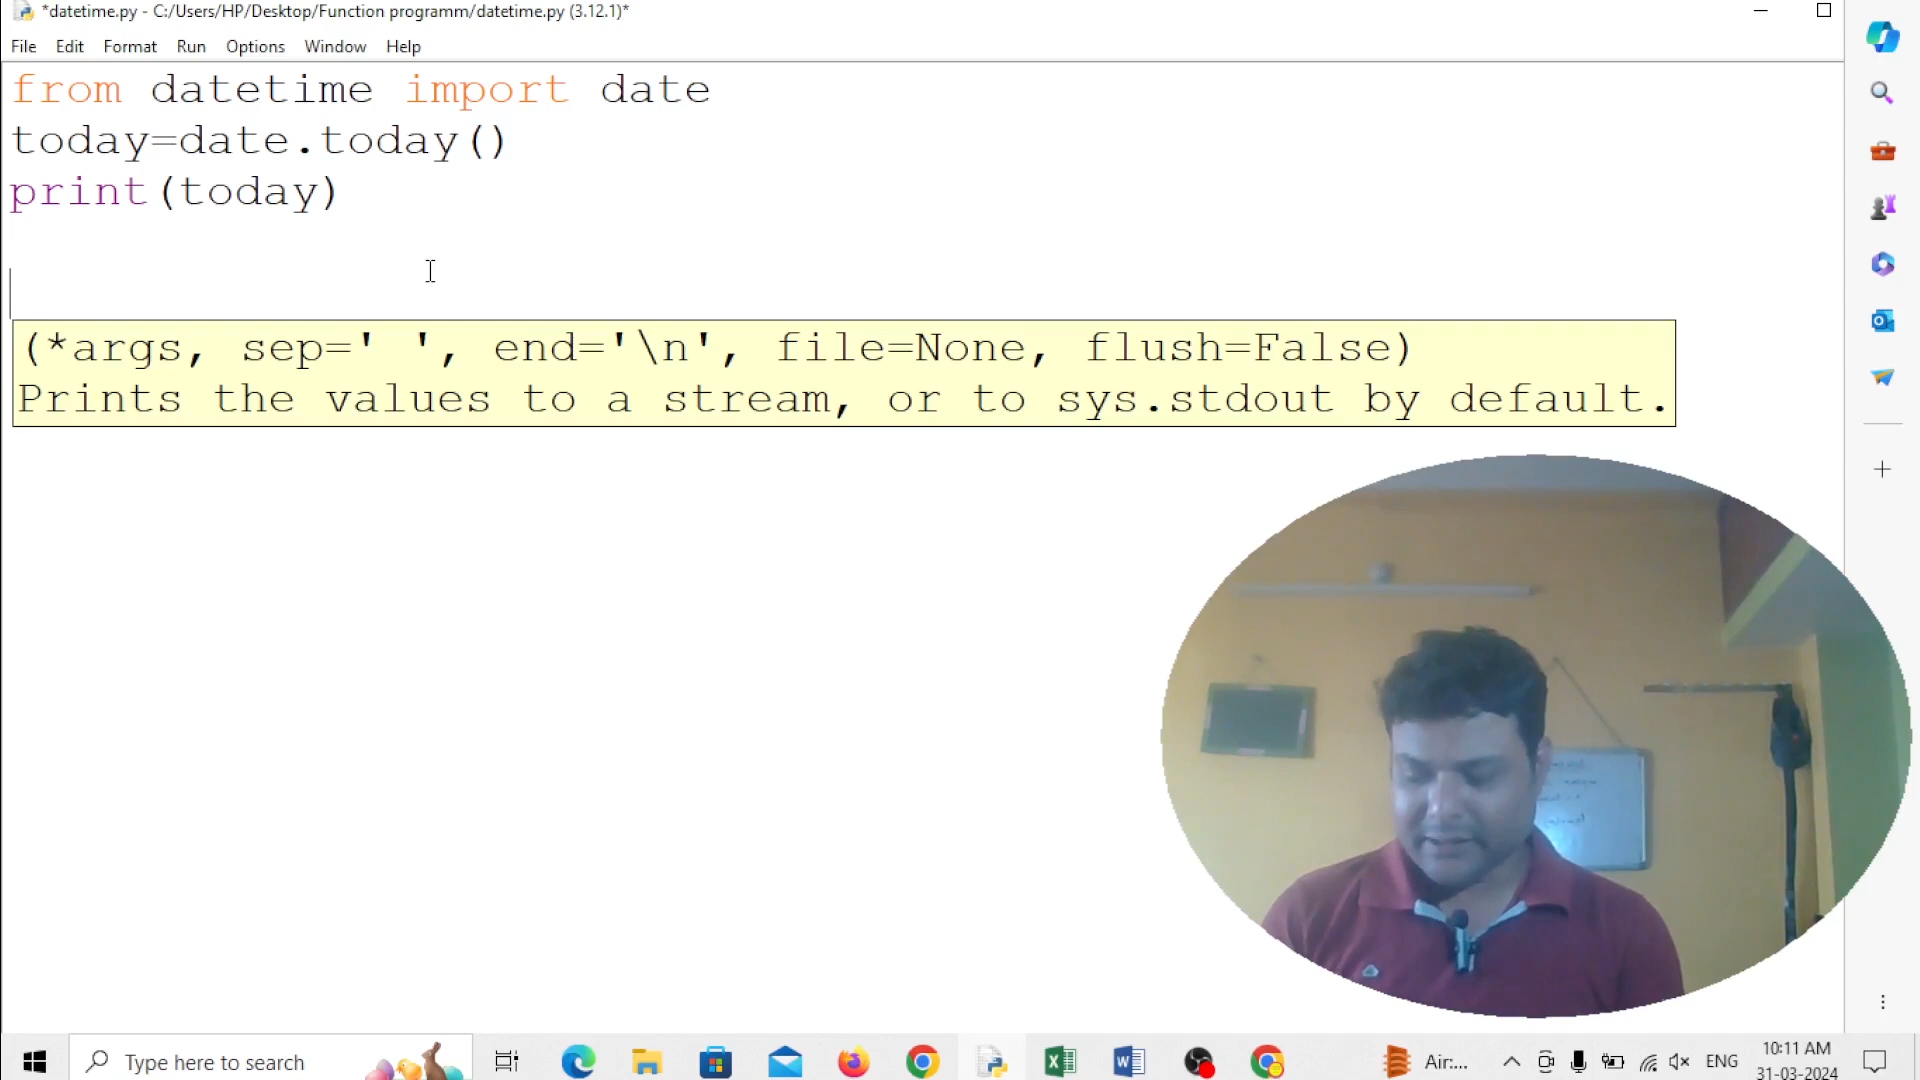 *datetime.py - C:/Users/HP/Desktop/Function programm/datetime.py (3.12.1)*
File Edit Format Run Options Window Help
from datetime import date
today=date.today()
print(today)
(*args, sep=' ', end='\n', file=None, flush=False)
Prints the values to a stream, or to sys.stdout by default.
Type here to search
Air:...
ENG
10:11 AM
31-03-2024